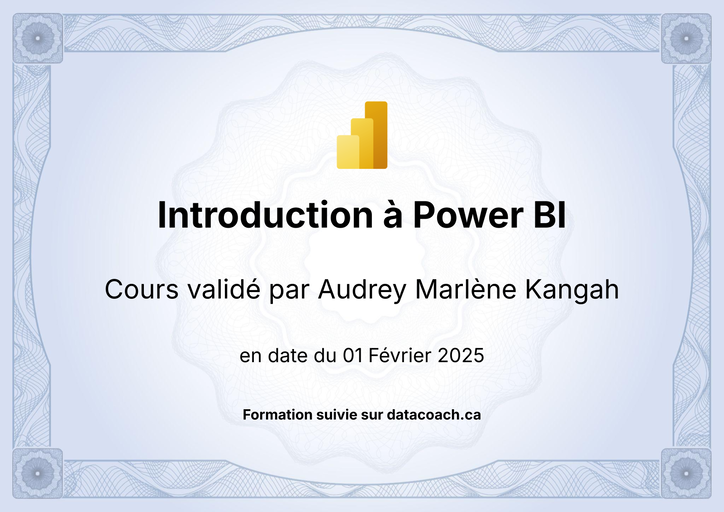 Introduction à Power BI
Cours validé par Audrey Marlène Kangah
en date du 01 Février 2025
Formation suivie sur datacoach.ca